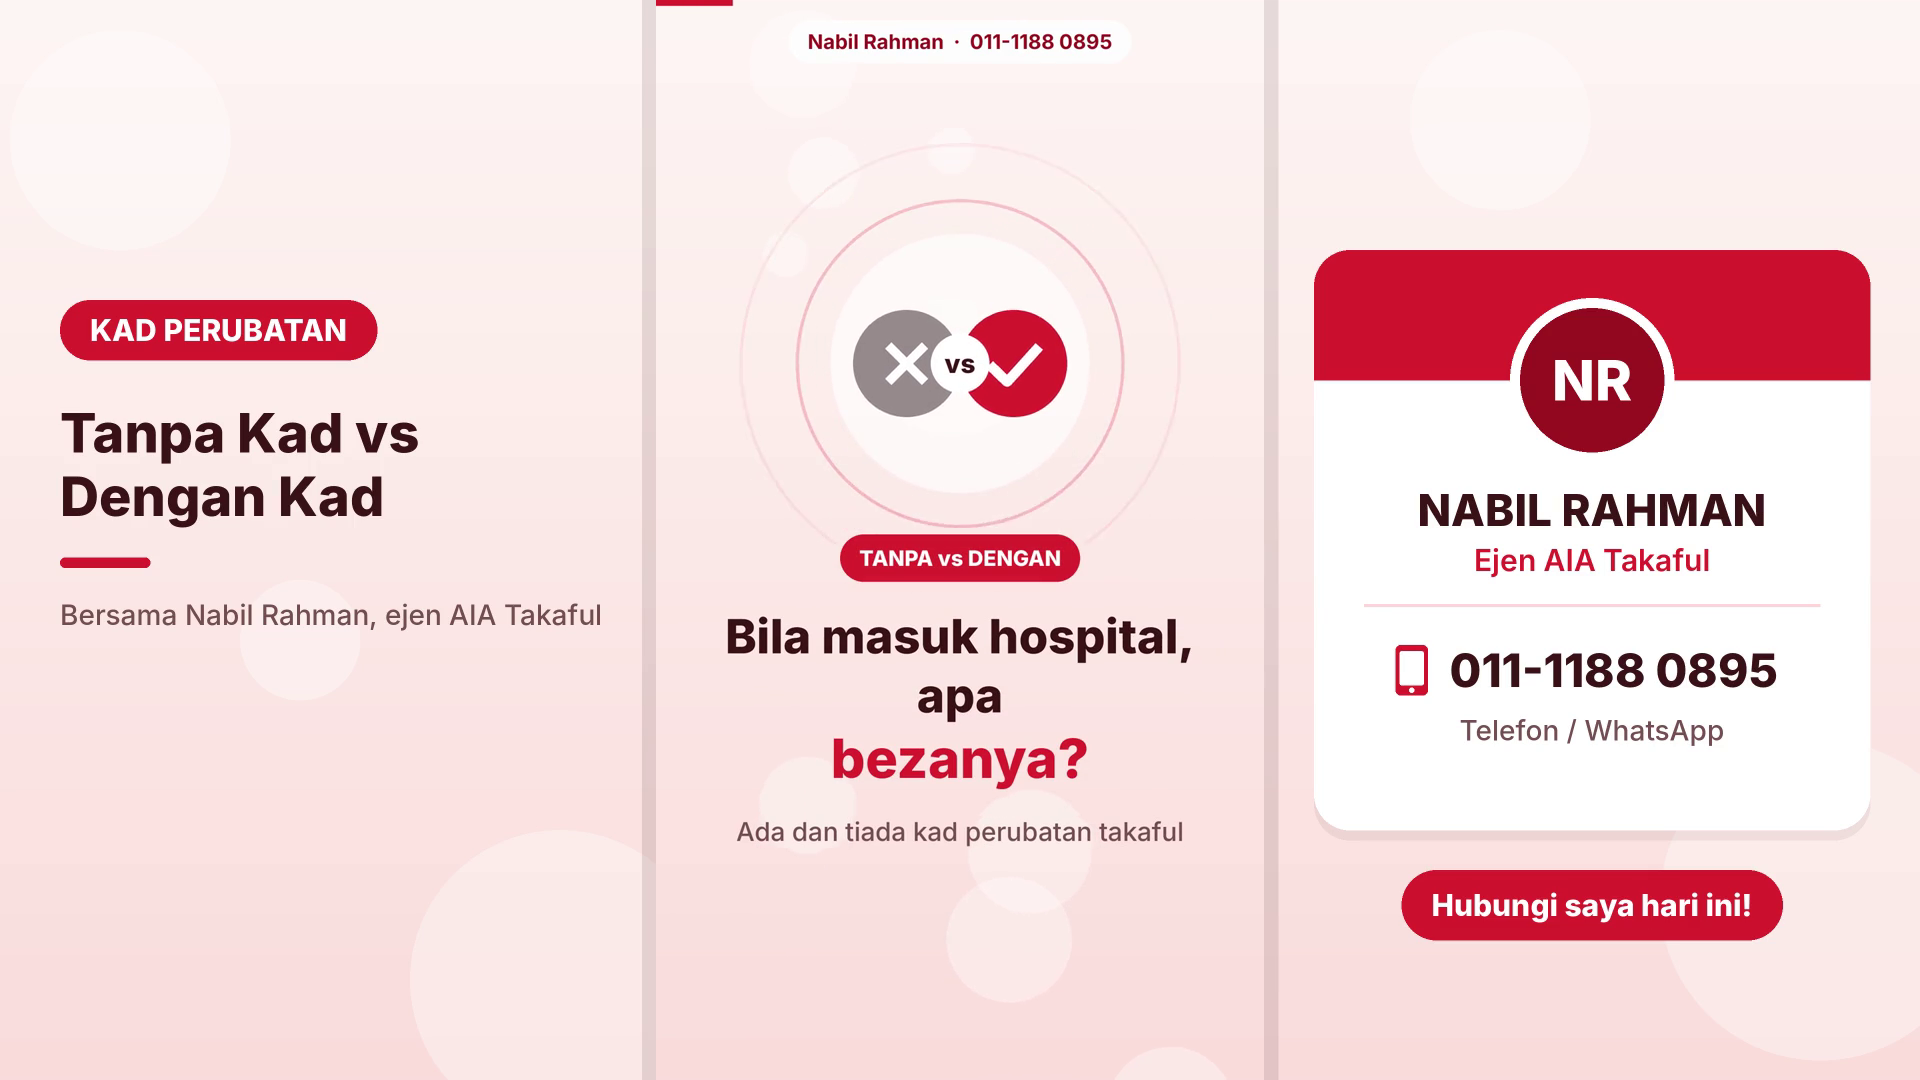 KAD PERUBATAN
Tanpa Kad vs
Dengan Kad
Bersama Nabil Rahman, ejen AIA Takaful
Nabil Rahman · 011-1188 0895
vs
TANPA vs DENGAN
Bila masuk hospital,
apa
bezanya?
Ada dan tiada kad perubatan takaful
NR
NABIL RAHMAN
Ejen AIA Takaful
011-1188 0895
Telefon / WhatsApp
Hubungi saya hari ini!